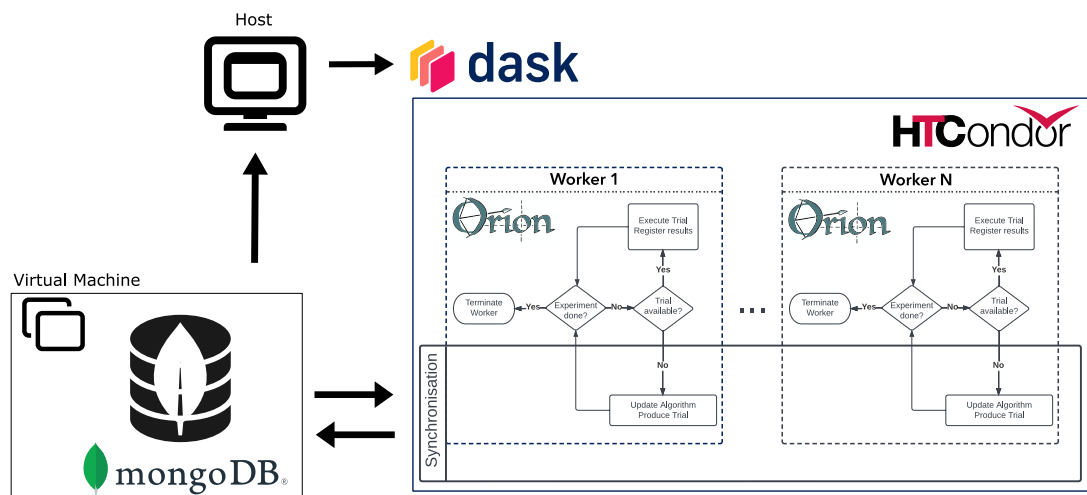 Host
dask
HTCondor
Worker 1
Worker N
Oríon
Execute Trial
Register results
Yes
Terminate
Worker
Yes
Experiment
done?
No
Trial
available?
No
Update Algorithm
Produce Trial
...
Oríon
Execute Trial
Register results
Yes
Terminate
Worker
Yes
Experiment
done?
No
Trial
available?
No
Update Algorithm
Produce Trial
Synchronisation
Virtual Machine
mongoDB®